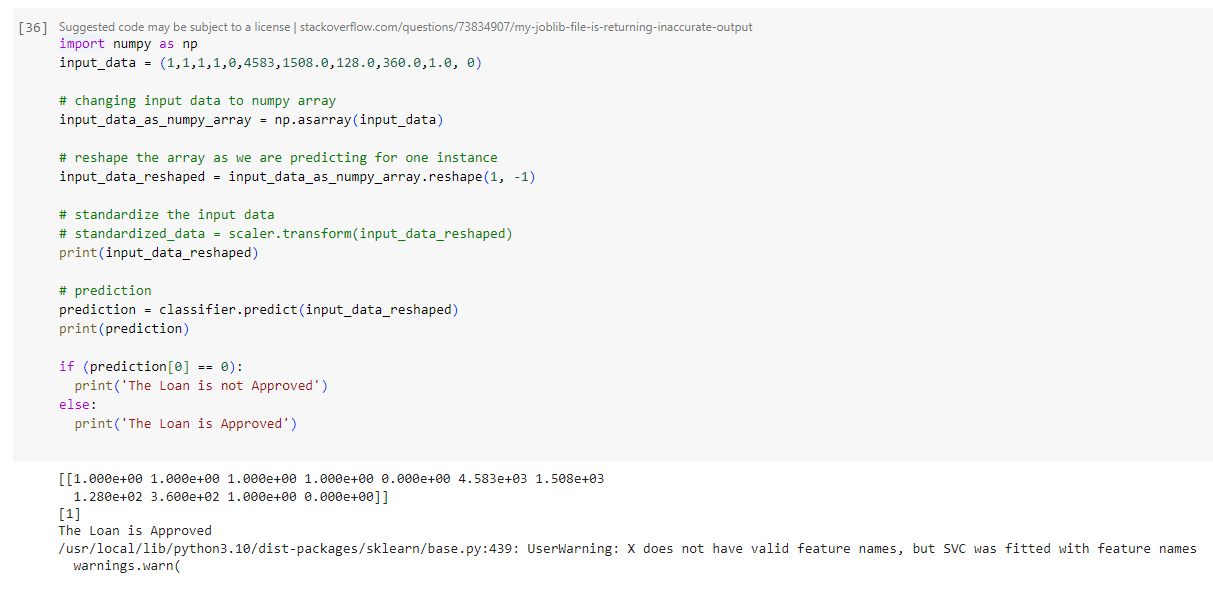 [36] Suggested code may be subject to a license | stackoverflow.com/questions/73834907/my-joblib-file-is-returning-inaccurate-output
import numpy as np
input_data = (1,1,1,1,0,4583,1508.0,128.0,360.0,1.0, 0)

# changing input data to numpy array
input_data_as_numpy_array = np.asarray(input_data)

# reshape the array as we are predicting for one instance
input_data_reshaped = input_data_as_numpy_array.reshape(1, -1)

# standardize the input data
# standardized_data = scaler.transform(input_data_reshaped)
print(input_data_reshaped)

# prediction
prediction = classifier.predict(input_data_reshaped)
print(prediction)

if (prediction[0] == 0):
  print('The Loan is not Approved')
else:
  print('The Loan is Approved')

[[1.000e+00 1.000e+00 1.000e+00 1.000e+00 0.000e+00 4.583e+03 1.508e+03
  1.280e+02 3.600e+02 1.000e+00 0.000e+00]]
[1]
The Loan is Approved
/usr/local/lib/python3.10/dist-packages/sklearn/base.py:439: UserWarning: X does not have valid feature names, but SVC was fitted with feature names
  warnings.warn(